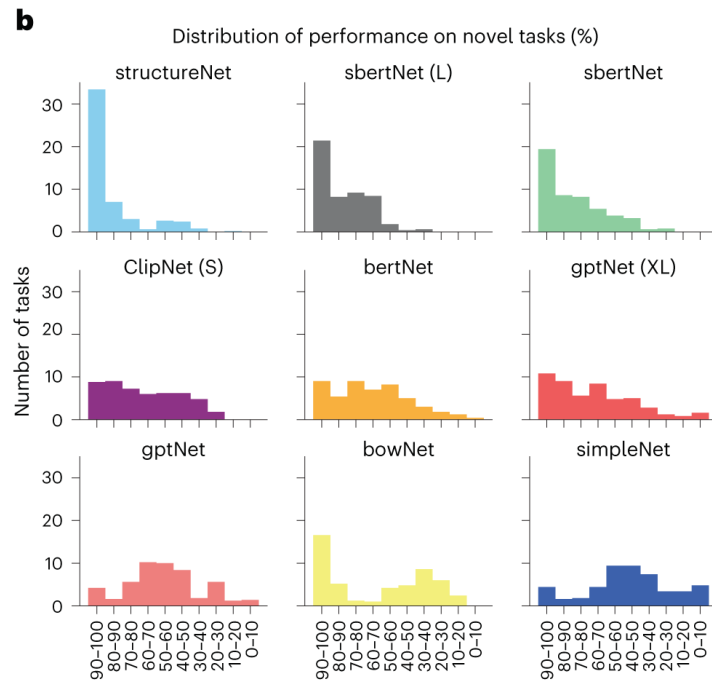 b
Distribution of performance on novel tasks (%)
structureNet sbertNet (L) sbertNet
30
20
10
0
ClipNet (S) bertNet gptNet (XL)
30
20
10
0
Number of tasks
gptNet bowNet simpleNet
30
20
10
0
90–100 80–90 70–80 60–70 50–60 40–50 30–40 20–30 10–20 0–10
90–100 80–90 70–80 60–70 50–60 40–50 30–40 20–30 10–20 0–10
90–100 80–90 70–80 60–70 50–60 40–50 30–40 20–30 10–20 0–10